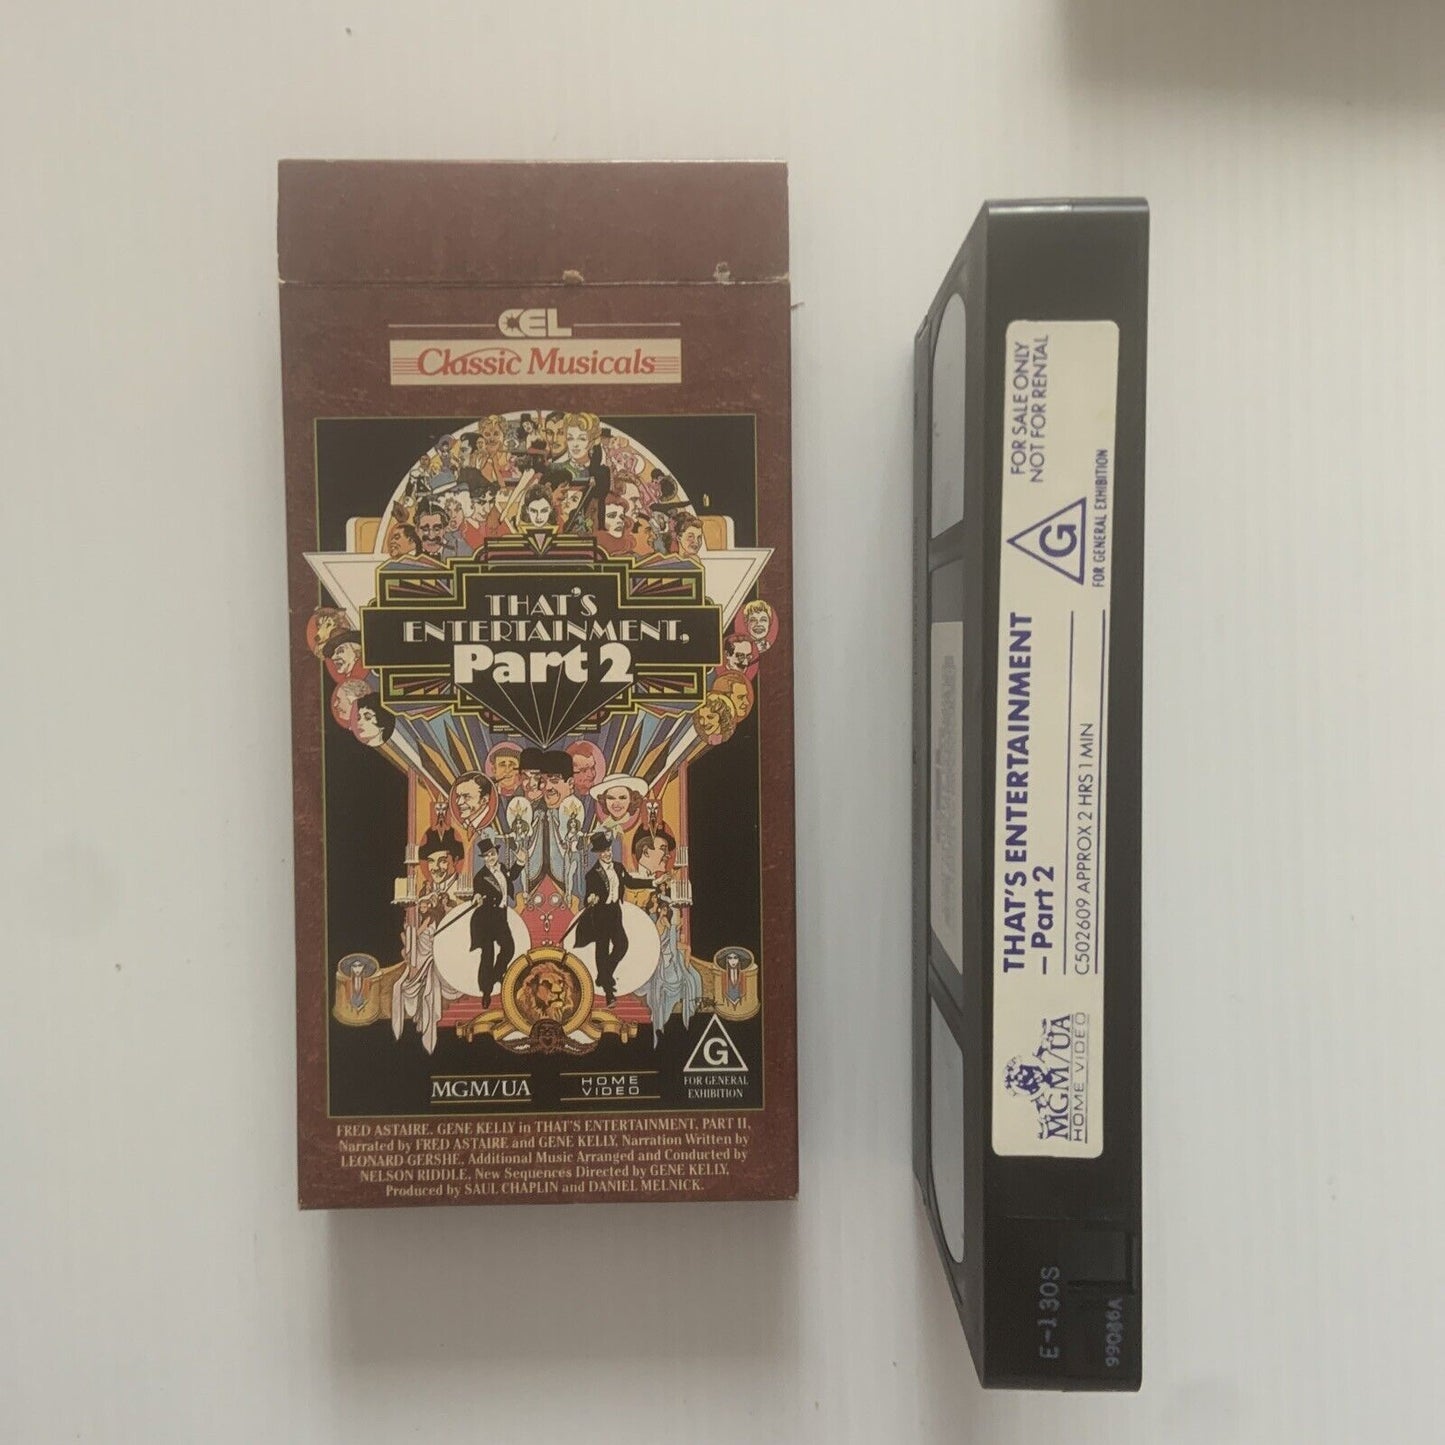 CEL
Classic Musicals
THAT'S
ENTERTAINMENT,
Part 2
G
FOR GENERAL
EXHIBITION
MGM/UA
HOME
VIDEO
FRED ASTAIRE, GENE KELLY in THAT'S ENTERTAINMENT, PART II,
Narrated by FRED ASTAIRE and GENE KELLY, Narration Written by
LEONARD GERSHE, Additional Music Arranged and Conducted by
NELSON RIDDLE, New Sequences Directed by GENE KELLY,
Produced by SAUL CHAPLIN and DANIEL MELNICK.
MGM/UA
HOME VIDEO
THAT'S ENTERTAINMENT
– Part 2
C502609 APPROX 2 HRS 1 MIN
G
FOR GENERAL EXHIBITION
FOR SALE ONLY
NOT FOR RENTAL
E-130S